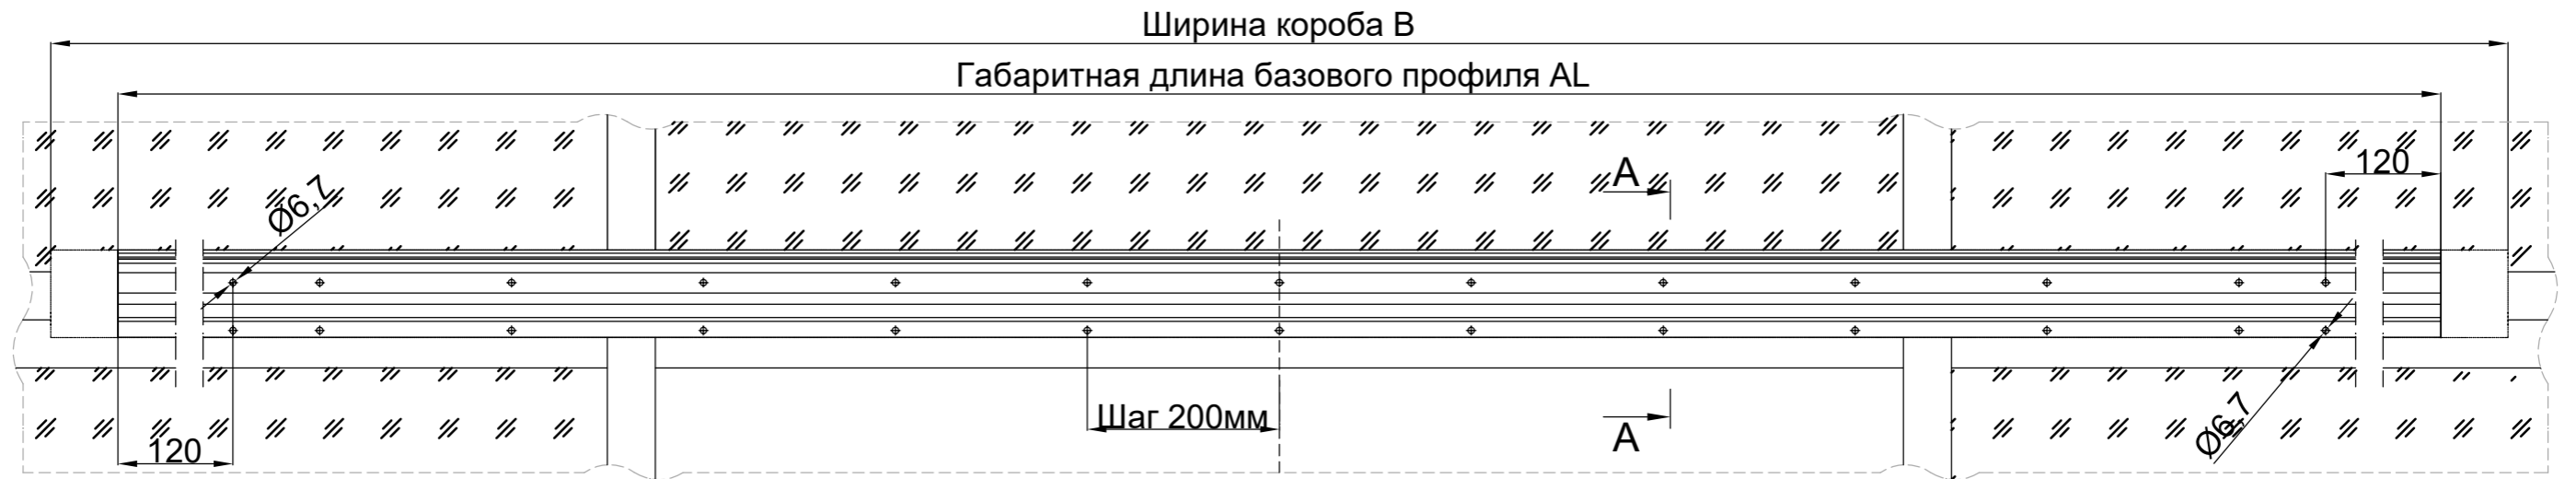 Ширина короба B
Габаритная длина базового профиля AL
A
120
Ø6,7
Шаг 200мм
A
Ø6,7
120